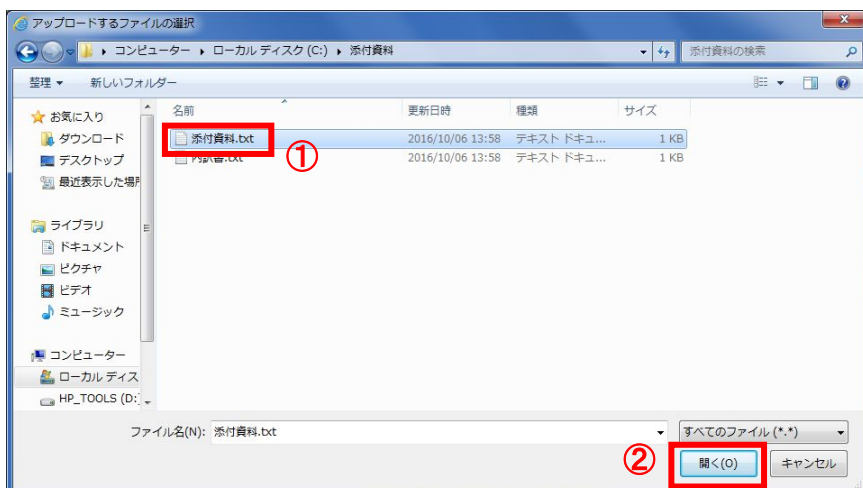 アップロードするファイルの選択
コンピューター ▸ ローカル ディスク (C:) ▸ 添付資料
添付資料の検索
整理 新しいフォルダー
名前 更新日時 種類 サイズ
お気に入り
ダウンロード
デスクトップ
最近表示した場所
ライブラリ
ドキュメント
ピクチャ
ビデオ
ミュージック
コンピューター
ローカル ディス
HP_TOOLS (D:)
添付資料.txt 2016/10/06 13:58 テキスト ドキュ... 1 KB
①
内訳書.txt 2016/10/06 13:58 テキスト ドキュ... 1 KB
ファイル名(N): 添付資料.txt
すべてのファイル (*.*)
②
開く(O) キャンセル